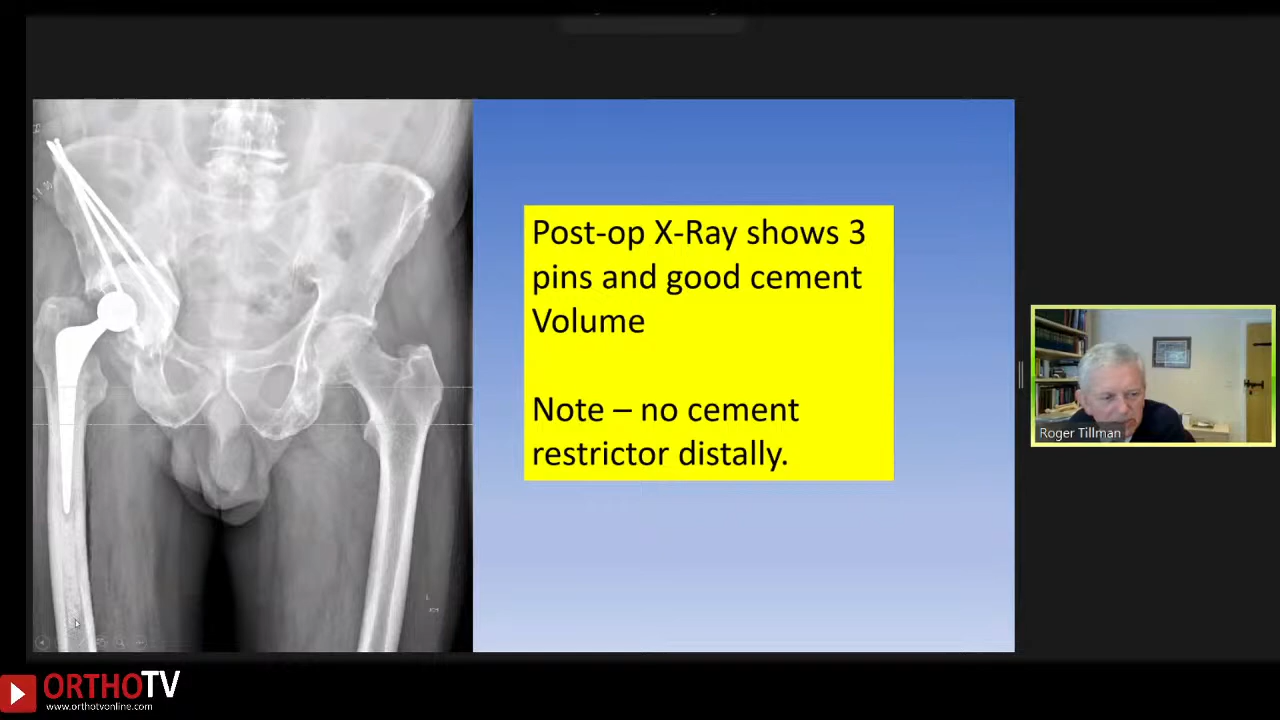 Post-op X-Ray shows 3
pins and good cement
Volume
Note – no cement
restrictor distally.
Roger Tillman
L
ORTHOTV
www.orthotvonline.com